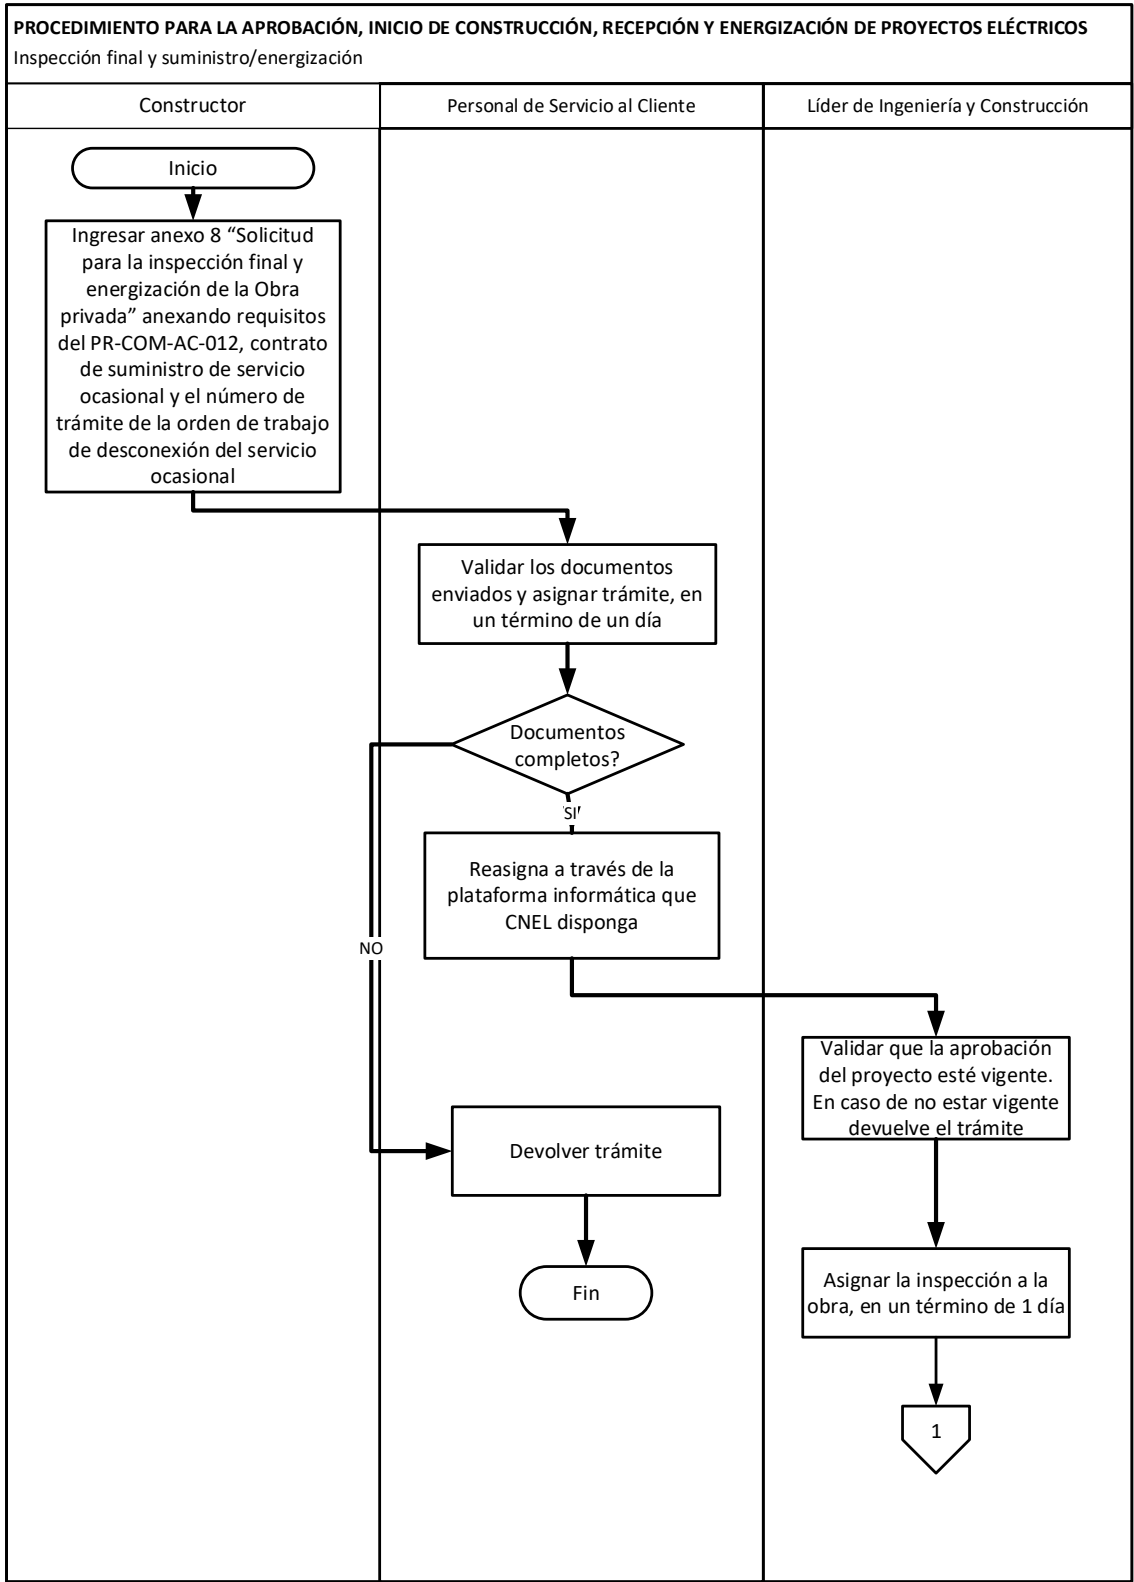 PROCEDIMIENTO PARA LA APROBACIÓN, INICIO DE CONSTRUCCIÓN, RECEPCIÓN Y ENERGIZACIÓN DE PROYECTOS ELÉCTRICOS
Inspección final y suministro/energización
Constructor
Personal de Servicio al Cliente
Líder de Ingeniería y Construcción
Inicio
Ingresar anexo 8 “Solicitud
para la inspección final y
energización de la Obra
privada” anexando requisitos
del PR-COM-AC-012, contrato
de suministro de servicio
ocasional y el número de
trámite de la orden de trabajo
de desconexión del servicio
ocasional
Validar los documentos
enviados y asignar trámite, en
un término de un día
Documentos
completos?
SI
Reasigna a través de la
plataforma informática que
CNEL disponga
NO
Validar que la aprobación
del proyecto esté vigente.
En caso de no estar vigente
devuelve el trámite
Devolver trámite
Asignar la inspección a la
obra, en un término de 1 día
Fin
1